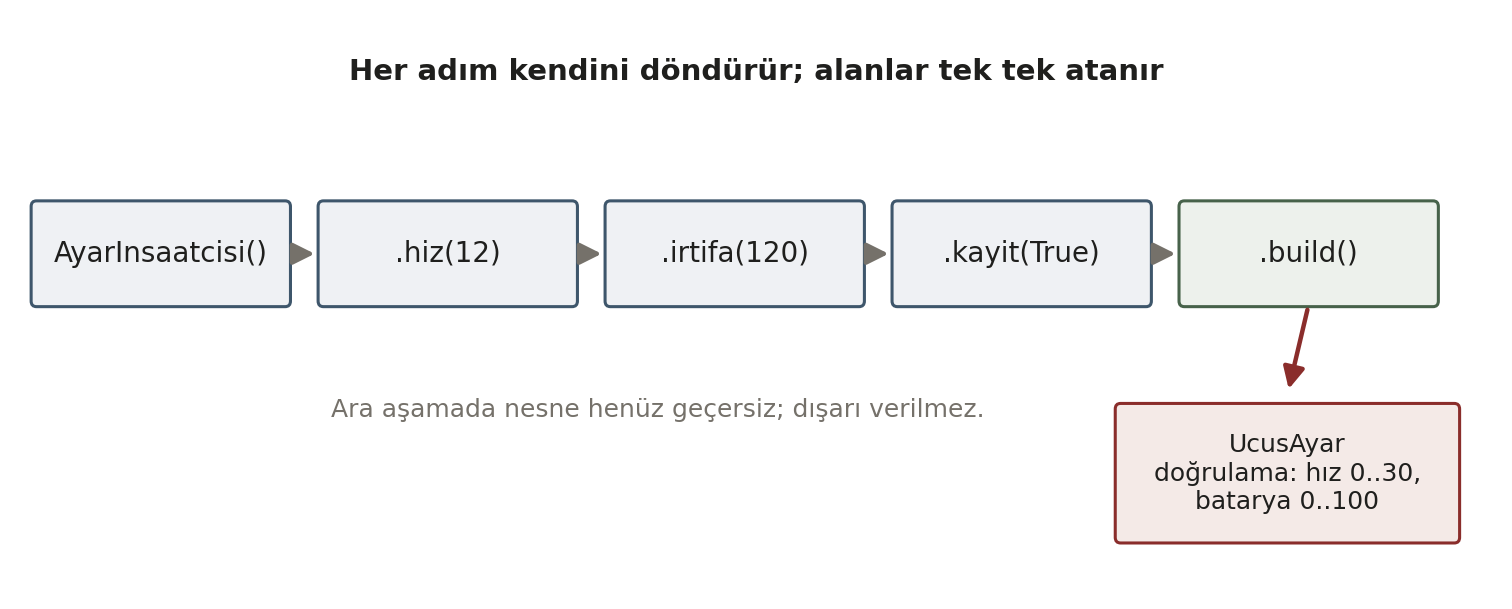 Her adım kendini döndürür; alanlar tek tek atanır
AyarInsaatcisi()
.hiz(12)
.irtifa(120)
.kayit(True)
.build()
Ara aşamada nesne henüz geçersiz; dışarı verilmez.
UcusAyar
doğrulama: hız 0..30,
batarya 0..100